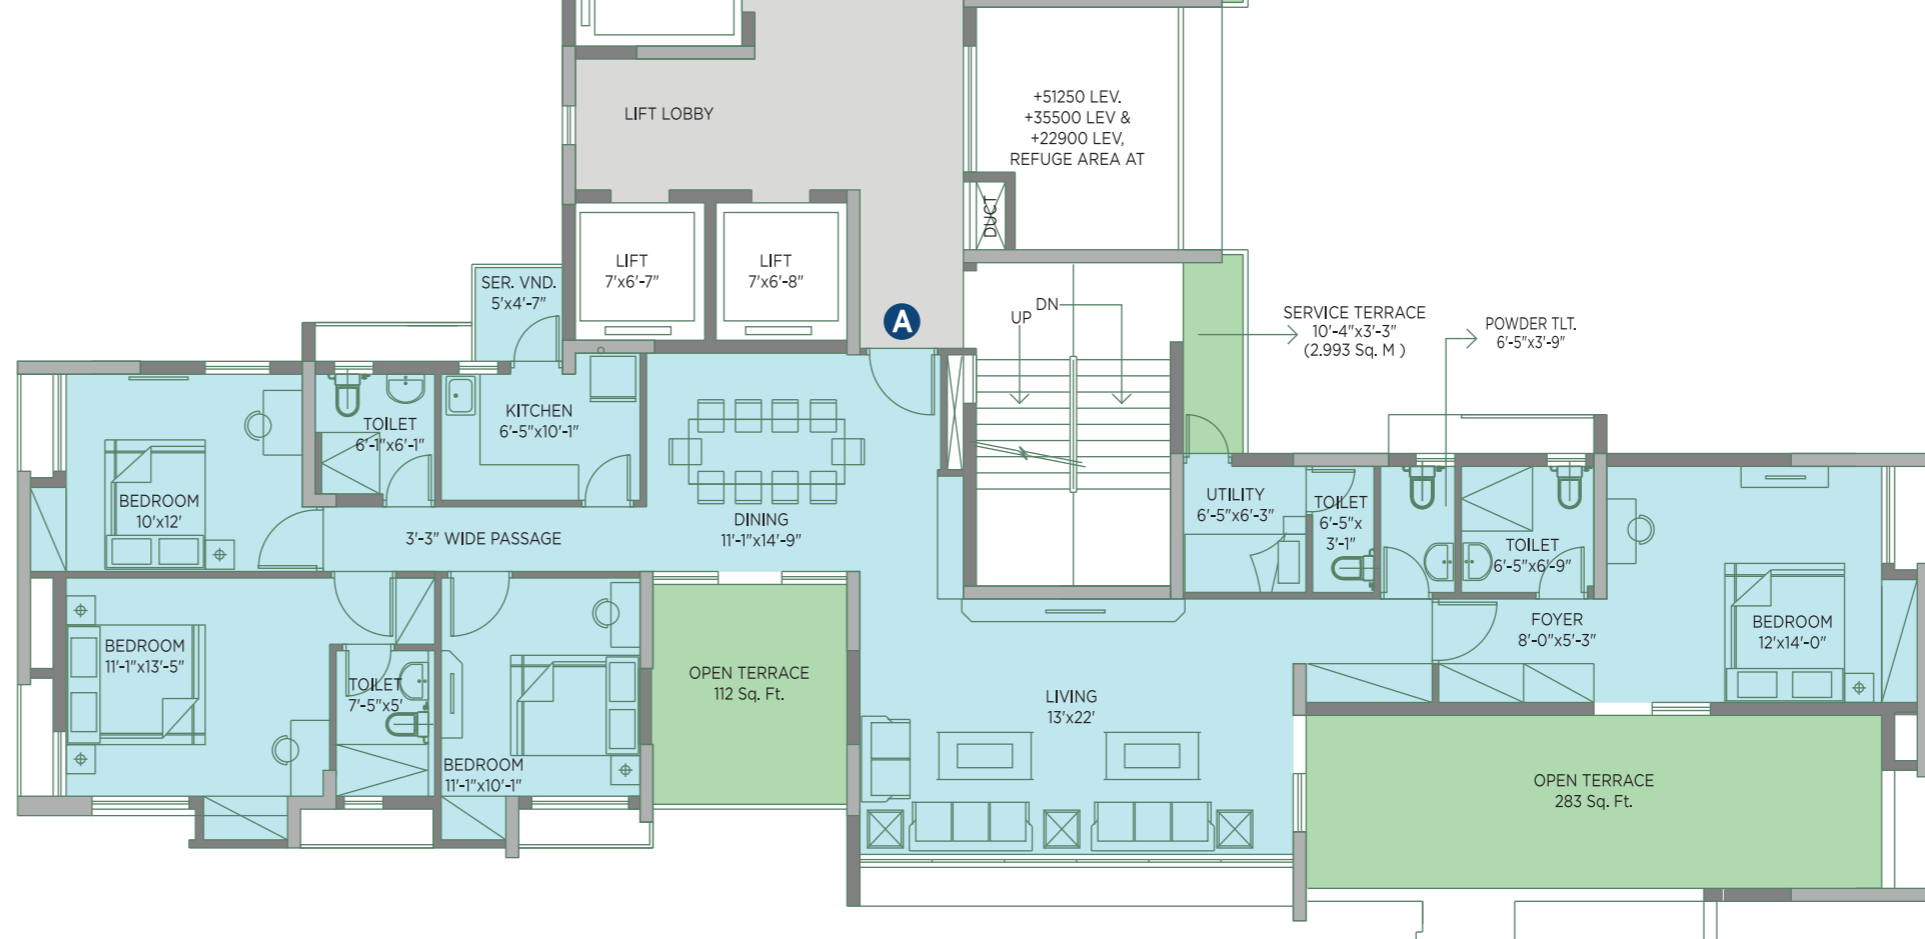 LIFT LOBBY
+51250 LEV.
+35500 LEV &
+22900 LEV,
REFUGE AREA AT
DUCT
LIFT
7'x6'-7"
LIFT
7'x6'-8"
SER. VND.
5'x4'-7"
A
UP
DN
SERVICE TERRACE
10'-4"x3'-3"
(2.993 Sq. M )
POWDER TLT.
6'-5"x3'-9"
TOILET
6'-1"x6'-1"
KITCHEN
6'-5"x10'-1"
BEDROOM
10'x12'
3'-3" WIDE PASSAGE
DINING
11'-1"x14'-9"
UTILITY
6'-5"x6'-3"
TOILET
6'-5"x
3'-1"
TOILET
6'-5"x6'-9"
FOYER
8'-0"x5'-3"
BEDROOM
12'x14'-0"
BEDROOM
11'-1"x13'-5"
TOILET
7'-5"x5'
BEDROOM
11'-1"x10'-1"
OPEN TERRACE
112 Sq. Ft.
LIVING
13'x22'
OPEN TERRACE
283 Sq. Ft.